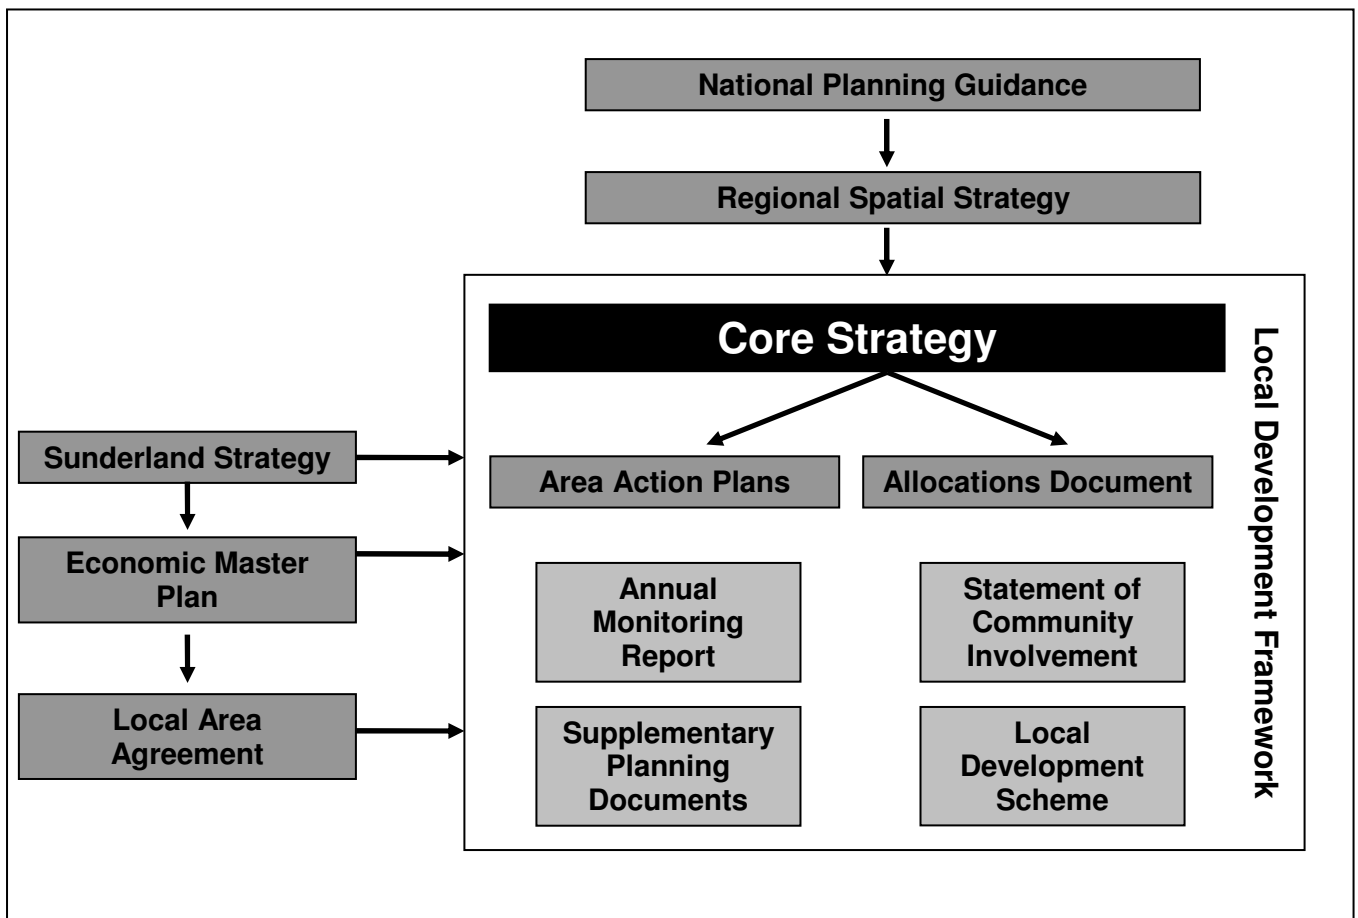 National Planning Guidance
Regional Spatial Strategy
Core Strategy
Local Development Framework
Sunderland Strategy
Area Action Plans
Allocations Document
Economic Master
Plan
Annual
Monitoring
Report
Statement of
Community
Involvement
Local Area
Agreement
Supplementary
Planning
Documents
Local
Development
Scheme